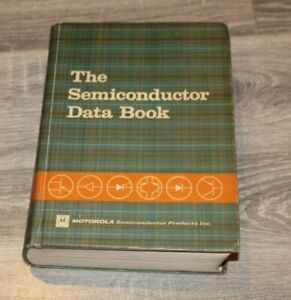 The
Semiconductor
Data Book
MOTOROLA Semiconductor Products Inc.